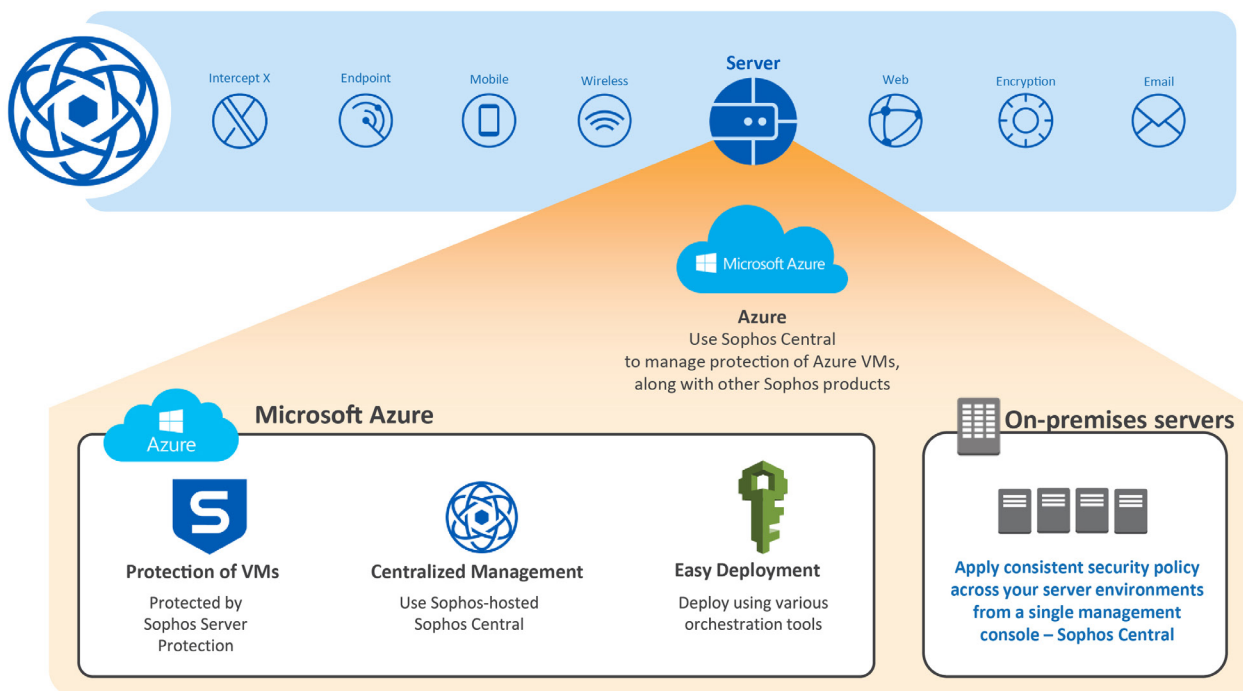 Intercept X
Endpoint
Mobile
Wireless
Server
Web
Encryption
Email
Microsoft Azure
Azure
Use Sophos Central
to manage protection of Azure VMs,
along with other Sophos products
Azure
Microsoft Azure
S
Protection of VMs
Protected by
Sophos Server
Protection
Centralized Management
Use Sophos-hosted
Sophos Central
Easy Deployment
Deploy using various
orchestration tools
On-premises servers
Apply consistent security policy
across your server environments
from a single management
console – Sophos Central